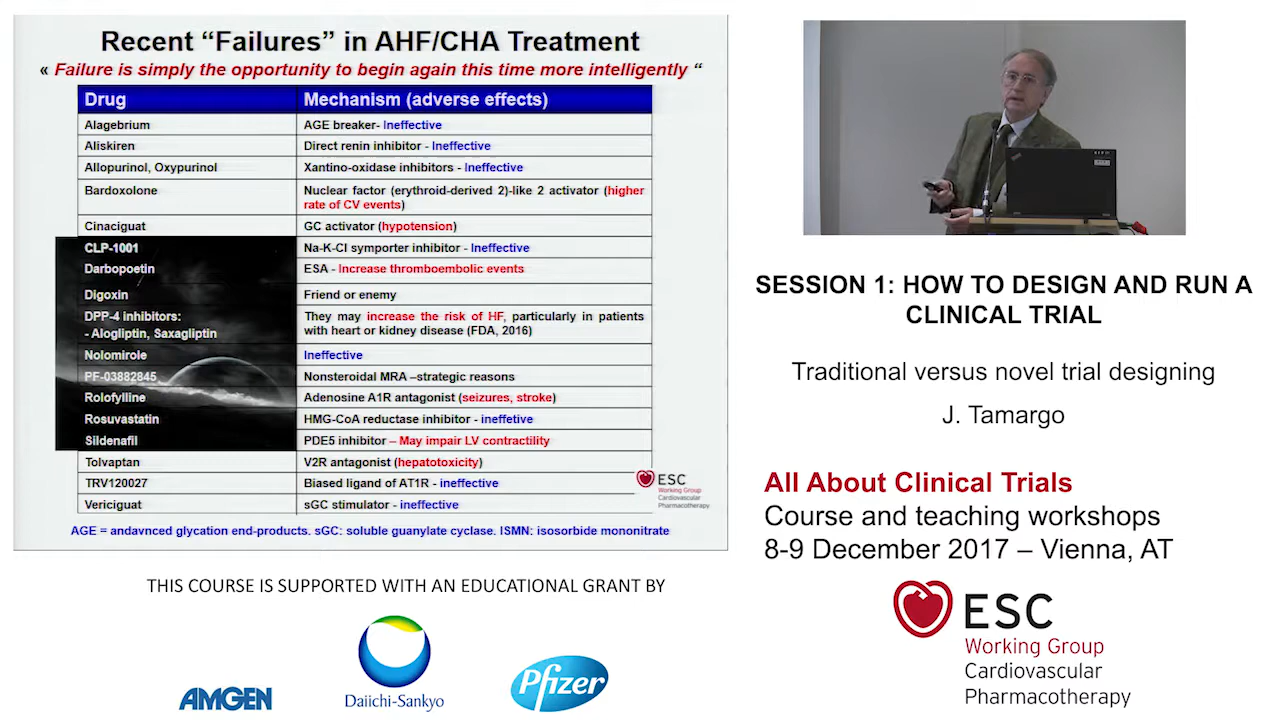 Recent “Failures” in AHF/CHA Treatment
« Failure is simply the opportunity to begin again this time more intelligently “
Drug Mechanism (adverse effects)
Alagebrium AGE breaker- Ineffective
Aliskiren Direct renin inhibitor - Ineffective
Allopurinol, Oxypurinol Xantino-oxidase inhibitors - Ineffective
Bardoxolone Nuclear factor (erythroid-derived 2)-like 2 activator (higher
rate of CV events)
Cinaciguat GC activator (hypotension)
CLP-1001 Na-K-Cl symporter inhibitor - Ineffective
Darbopoetin ESA - Increase thromboembolic events
Digoxin Friend or enemy
DPP-4 inhibitors: They may increase the risk of HF, particularly in patients
- Alogliptin, Saxagliptin with heart or kidney disease (FDA, 2016)
Nolomirole Ineffective
PF-03882845 Nonsteroidal MRA –strategic reasons
Rolofylline Adenosine A1R antagonist (seizures, stroke)
Rosuvastatin HMG-CoA reductase inhibitor - ineffetive
Sildenafil PDE5 inhibitor – May impair LV contractility
Tolvaptan V2R antagonist (hepatotoxicity)
TRV120027 Biased ligand of AT1R - ineffective
Vericiguat sGC stimulator - ineffective
ESC
Working Group
Cardiovascular
Pharmacotherapy
AGE = andavnced glycation end-products. sGC: soluble guanylate cyclase. ISMN: isosorbide mononitrate
THIS COURSE IS SUPPORTED WITH AN EDUCATIONAL GRANT BY
AMGEN
Daiichi-Sankyo
Pfizer
SESSION 1: HOW TO DESIGN AND RUN A
CLINICAL TRIAL
Traditional versus novel trial designing
J. Tamargo
All About Clinical Trials
Course and teaching workshops
8-9 December 2017 – Vienna, AT
ESC
Working Group
Cardiovascular
Pharmacotherapy